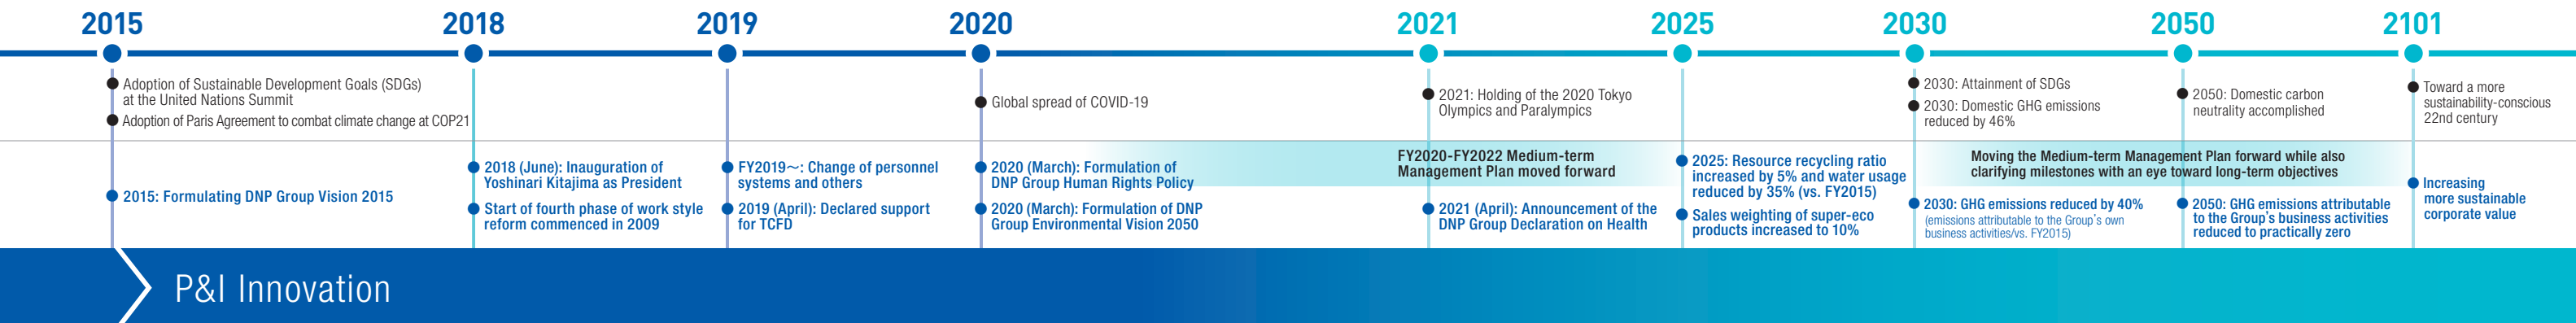 2015
2018
2019
2020
2021
2025
2030
2050
2101
Adoption of Sustainable Development Goals (SDGs)
at the United Nations Summit
Adoption of Paris Agreement to combat climate change at COP21
Global spread of COVID-19
2021: Holding of the 2020 Tokyo
Olympics and Paralympics
2030: Attainment of SDGs
2030: Domestic GHG emissions
reduced by 46%
2050: Domestic carbon
neutrality accomplished
Toward a more
sustainability-conscious
22nd century
2015: Formulating DNP Group Vision 2015
2018 (June): Inauguration of
Yoshinari Kitajima as President
Start of fourth phase of work style
reform commenced in 2009
FY2019～: Change of personnel
systems and others
2019 (April): Declared support
for TCFD
2020 (March): Formulation of
DNP Group Human Rights Policy
2020 (March): Formulation of DNP
Group Environmental Vision 2050
FY2020-FY2022 Medium-term
Management Plan moved forward
2021 (April): Announcement of the
DNP Group Declaration on Health
2025: Resource recycling ratio
increased by 5% and water usage
reduced by 35% (vs. FY2015)
Sales weighting of super-eco
products increased to 10%
Moving the Medium-term Management Plan forward while also
clarifying milestones with an eye toward long-term objectives
2030: GHG emissions reduced by 40%
(emissions attributable to the Group's own
business activities/vs. FY2015)
2050: GHG emissions attributable
to the Group's business activities
reduced to practically zero
Increasing
more sustainable
corporate value
P&I Innovation